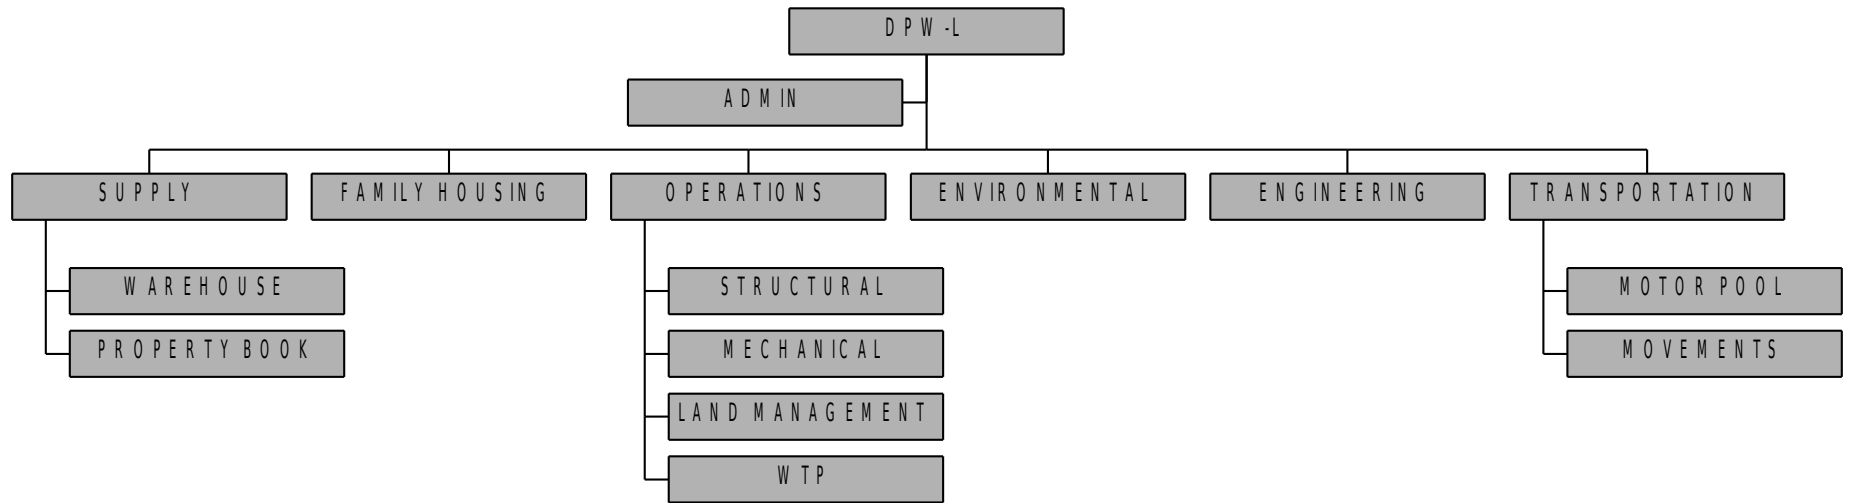 DPW-L
ADMIN
SUPPLY
FAMILY HOUSING
OPERATIONS
ENVIRONMENTAL
ENGINEERING
TRANSPORTATION
WAREHOUSE
STRUCTURAL
MOTOR POOL
PROPERTY BOOK
MECHANICAL
MOVEMENTS
LAND MANAGEMENT
WTP